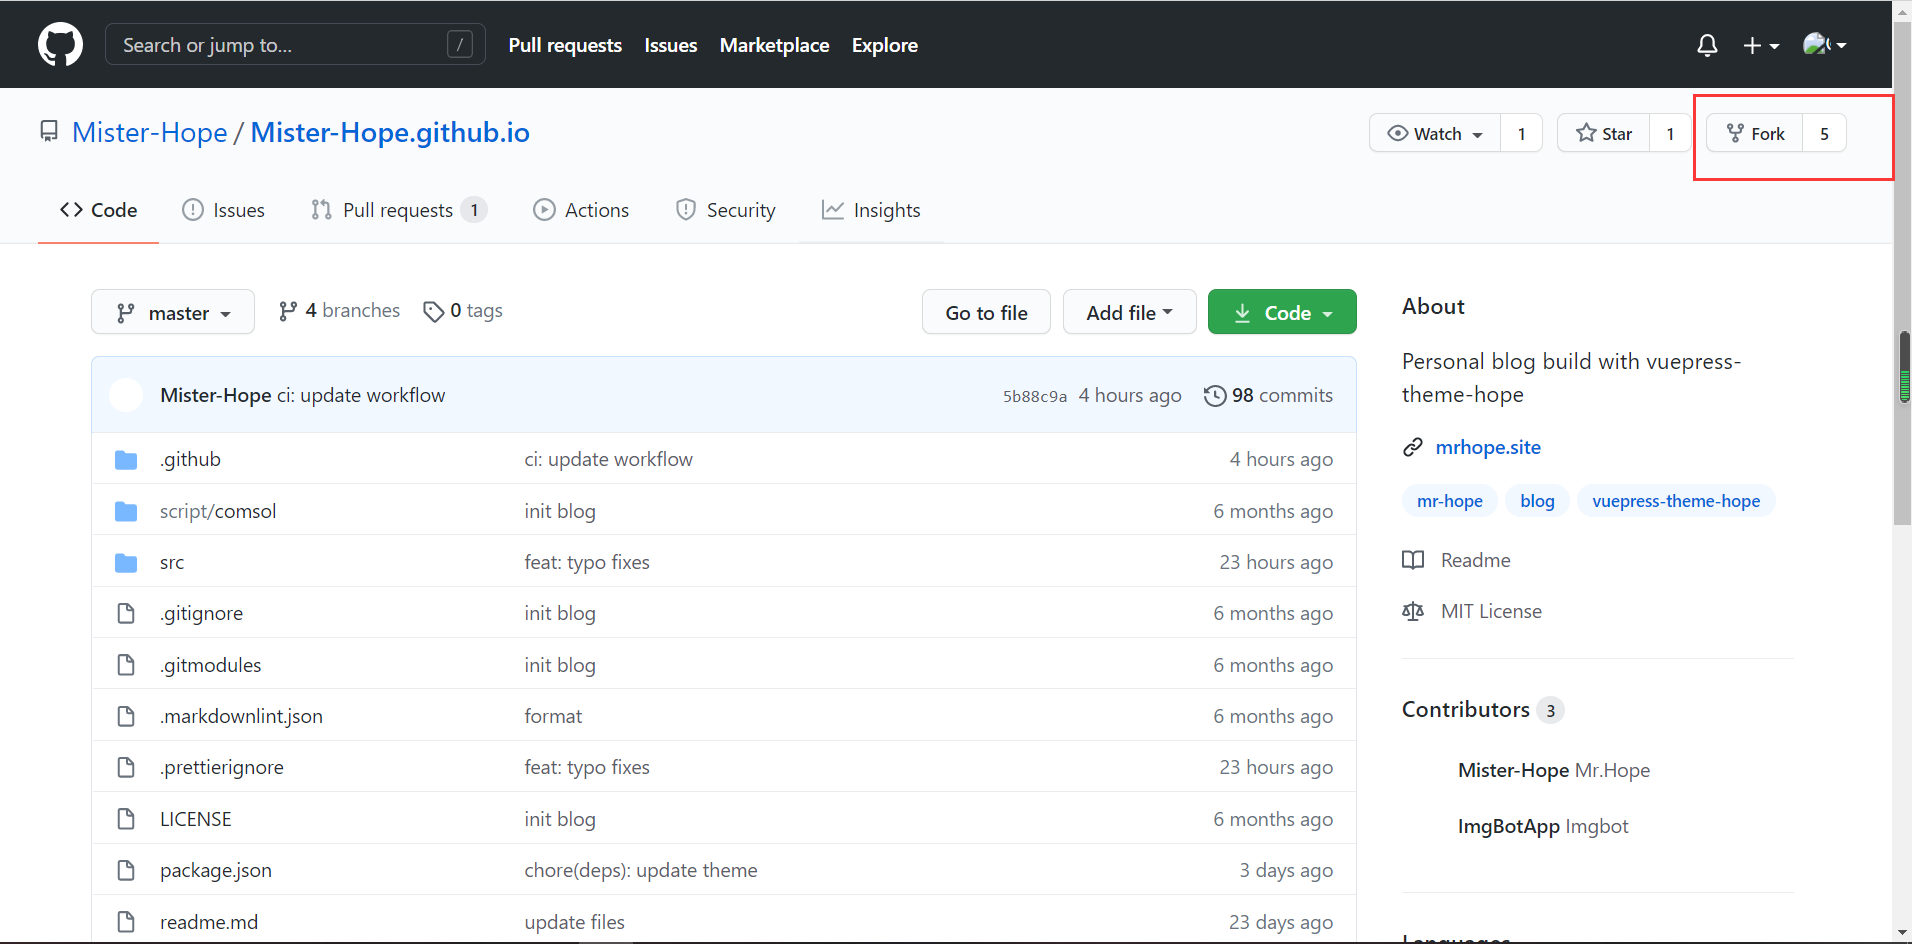 Search or jump to... /
Pull requests Issues Marketplace Explore
Mister-Hope / Mister-Hope.github.io
Watch 1 Star 1 Fork 5
Code Issues Pull requests 1 Actions Security Insights
master 4 branches 0 tags Go to file Add file Code
Mister-Hope ci: update workflow 5b88c9a 4 hours ago 98 commits
.github ci: update workflow 4 hours ago
script/comsol init blog 6 months ago
src feat: typo fixes 23 hours ago
.gitignore init blog 6 months ago
.gitmodules init blog 6 months ago
.markdownlint.json format 6 months ago
.prettierignore feat: typo fixes 23 hours ago
LICENSE init blog 6 months ago
package.json chore(deps): update theme 3 days ago
readme.md update files 23 days ago
About
Personal blog build with vuepress-
theme-hope
mrhope.site
mr-hope blog vuepress-theme-hope
Readme
MIT License
Contributors 3
Mister-Hope Mr.Hope
ImgBotApp Imgbot
Languages